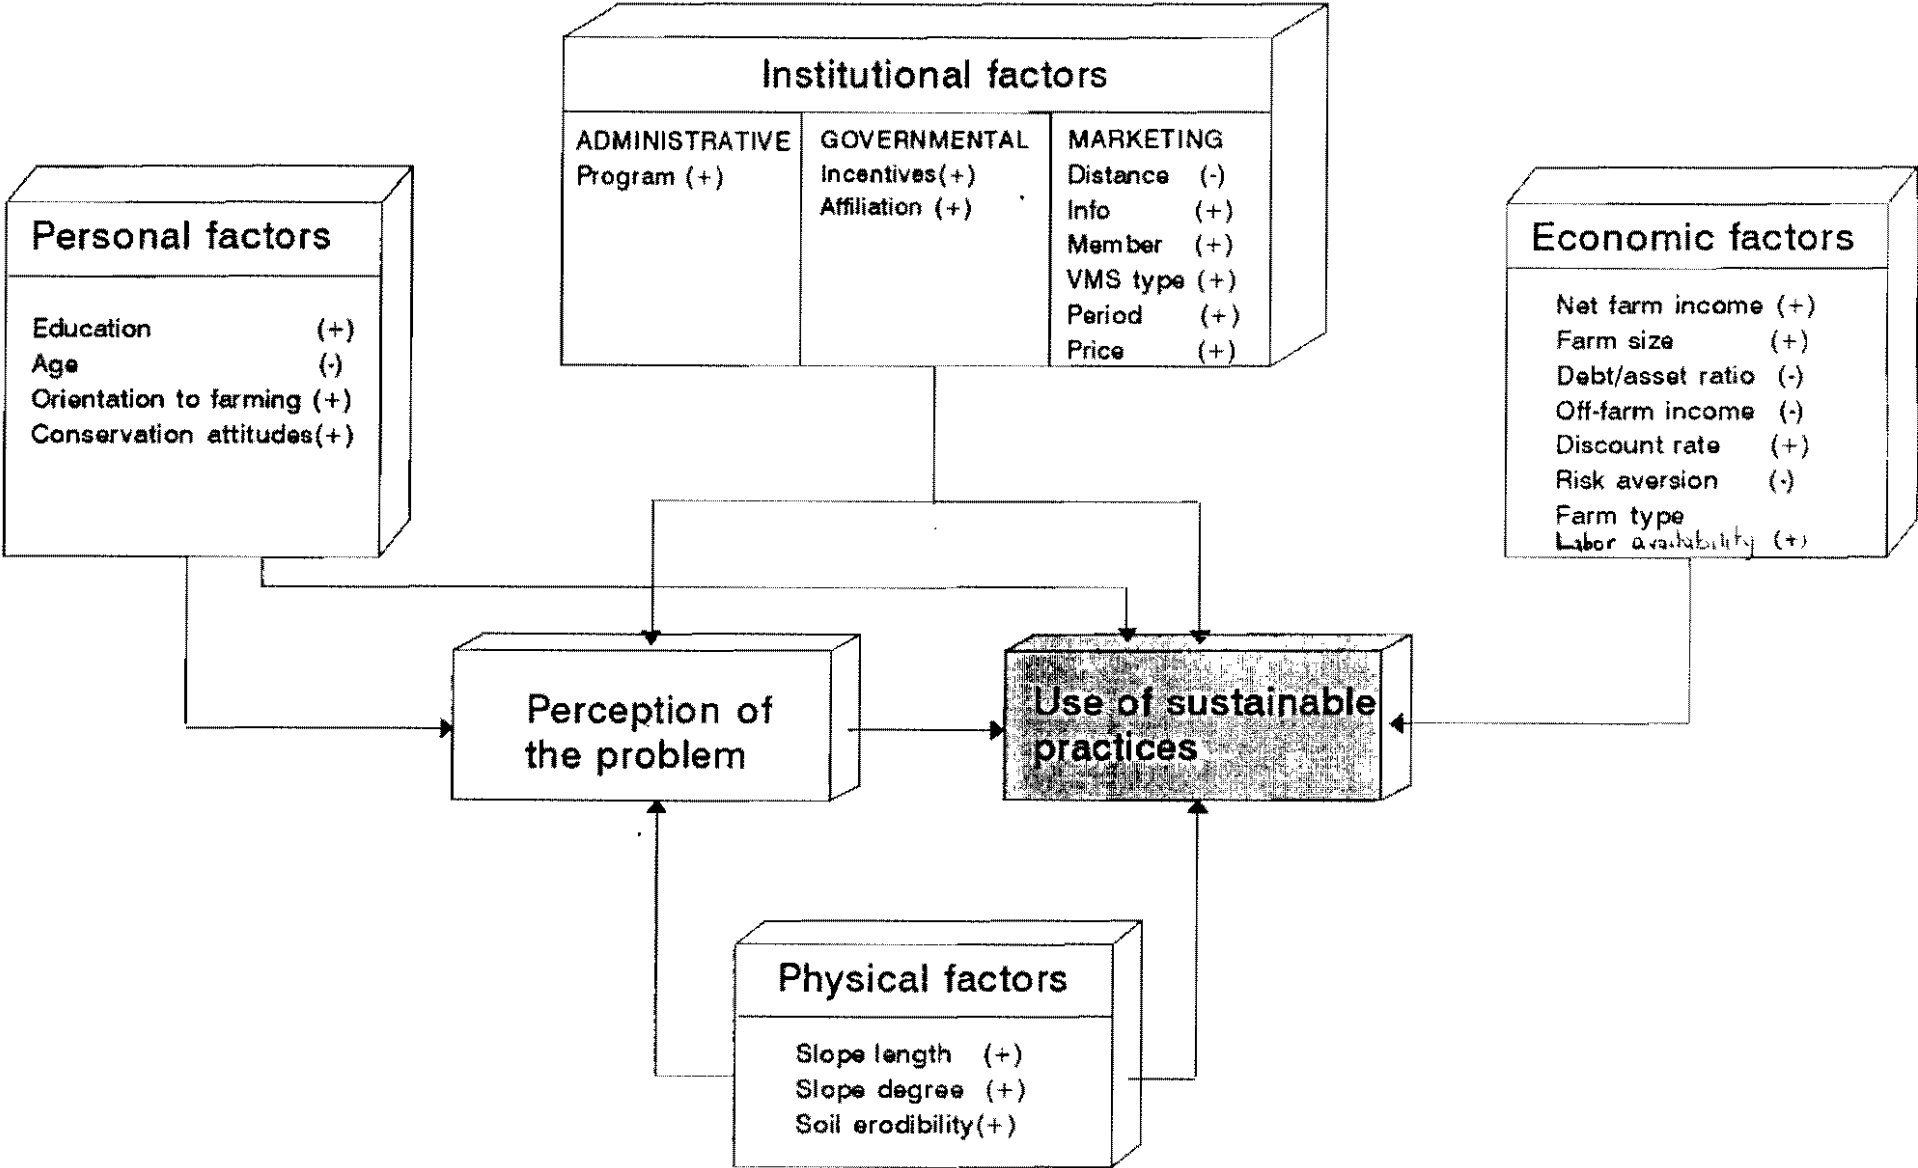 Institutional factors
ADMINISTRATIVE
Program (+)
GOVERNMENTAL
Incentives(+)
Affiliation (+)
MARKETING
Distance (-)
Info (+)
Member (+)
VMS type (+)
Period (+)
Price (+)
Personal factors
Education (+)
Age (-)
Orientation to farming (+)
Conservation attitudes(+)
Economic factors
Net farm income (+)
Farm size (+)
Debt/asset ratio (-)
Off-farm income (-)
Discount rate (+)
Risk aversion (-)
Farm type
Labor availability (+)
Perception of
the problem
Use of sustainable
practices
Physical factors
Slope length (+)
Slope degree (+)
Soil erodibility(+)